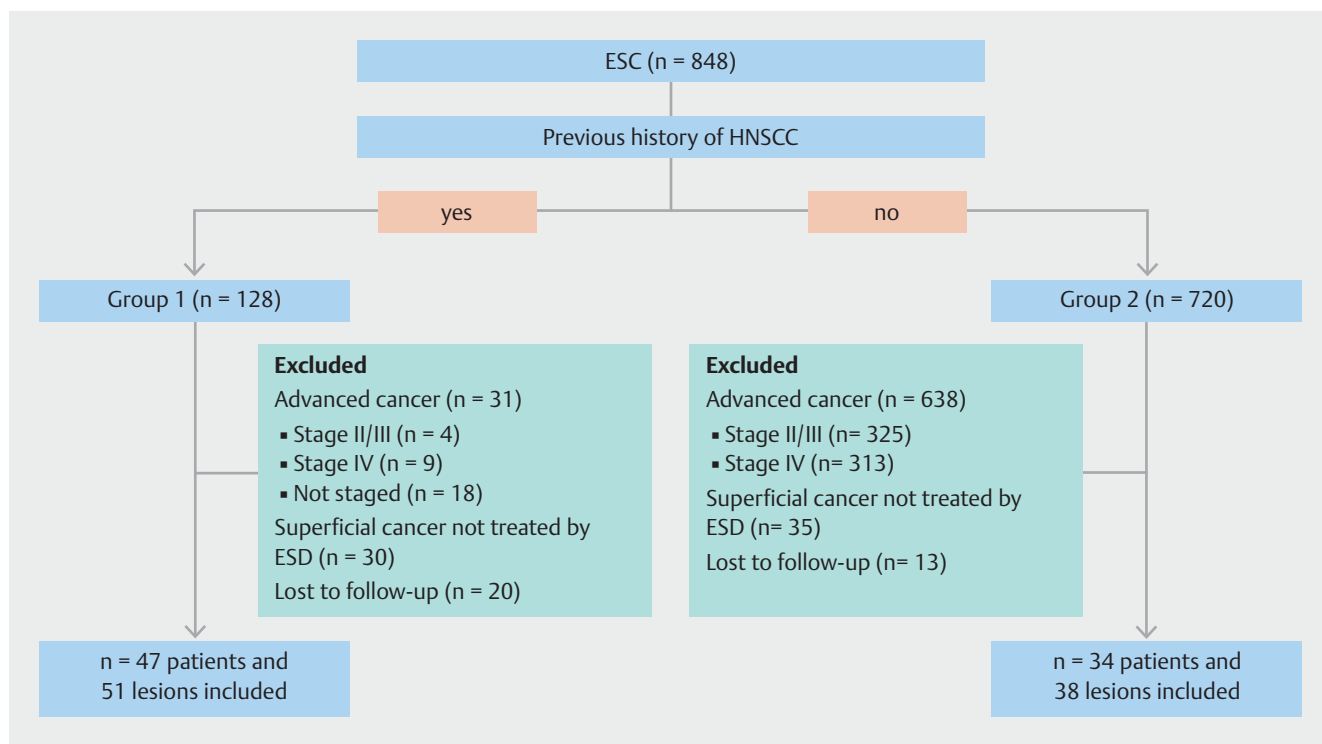 ESC (n = 848)
Previous history of HNSCC
yes
no
Group 1 (n = 128)
Group 2 (n = 720)
Excluded
Advanced cancer (n = 31)
▪ Stage II/III (n = 4)
▪ Stage IV (n = 9)
▪ Not staged (n = 18)
Superficial cancer not treated by
ESD (n = 30)
Lost to follow-up (n = 20)
Excluded
Advanced cancer (n = 638)
▪ Stage II/III (n= 325)
▪ Stage IV (n= 313)
Superficial cancer not treated by
ESD (n= 35)
Lost to follow-up (n= 13)
n = 47 patients and
51 lesions included
n = 34 patients and
38 lesions included